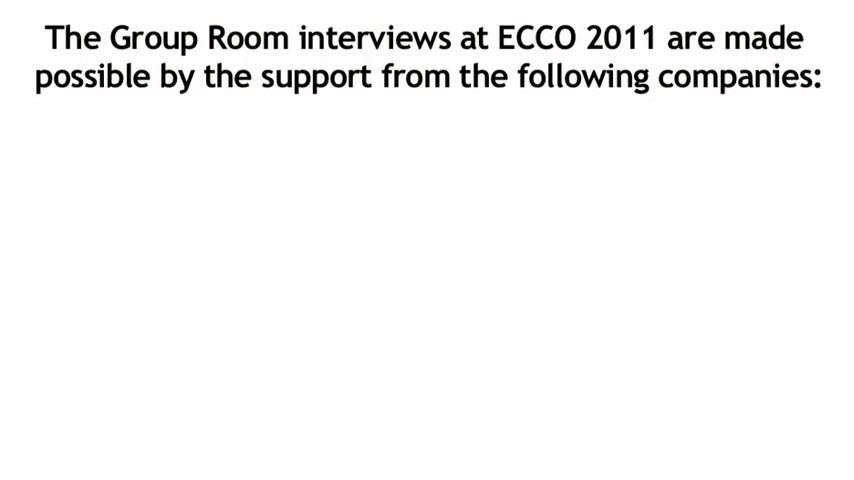 The Group Room interviews at ECCO 2011 are made
possible by the support from the following companies: